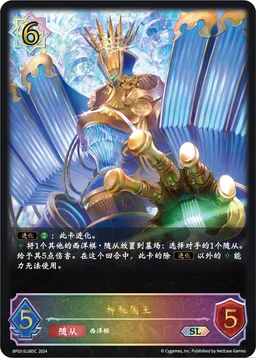 6
进化 2 : 此卡进化。
将1个其他的西洋棋·随从放置到墓场: 选择对手的1个随从。
给予其5点伤害。在这个回合中, 此卡的除 进化 以外的
能力无法使用。
国王
5
随从
西洋棋
SL
5
BP03-SL08SC 2024
© Cygames, Inc. Published by NetEase Games